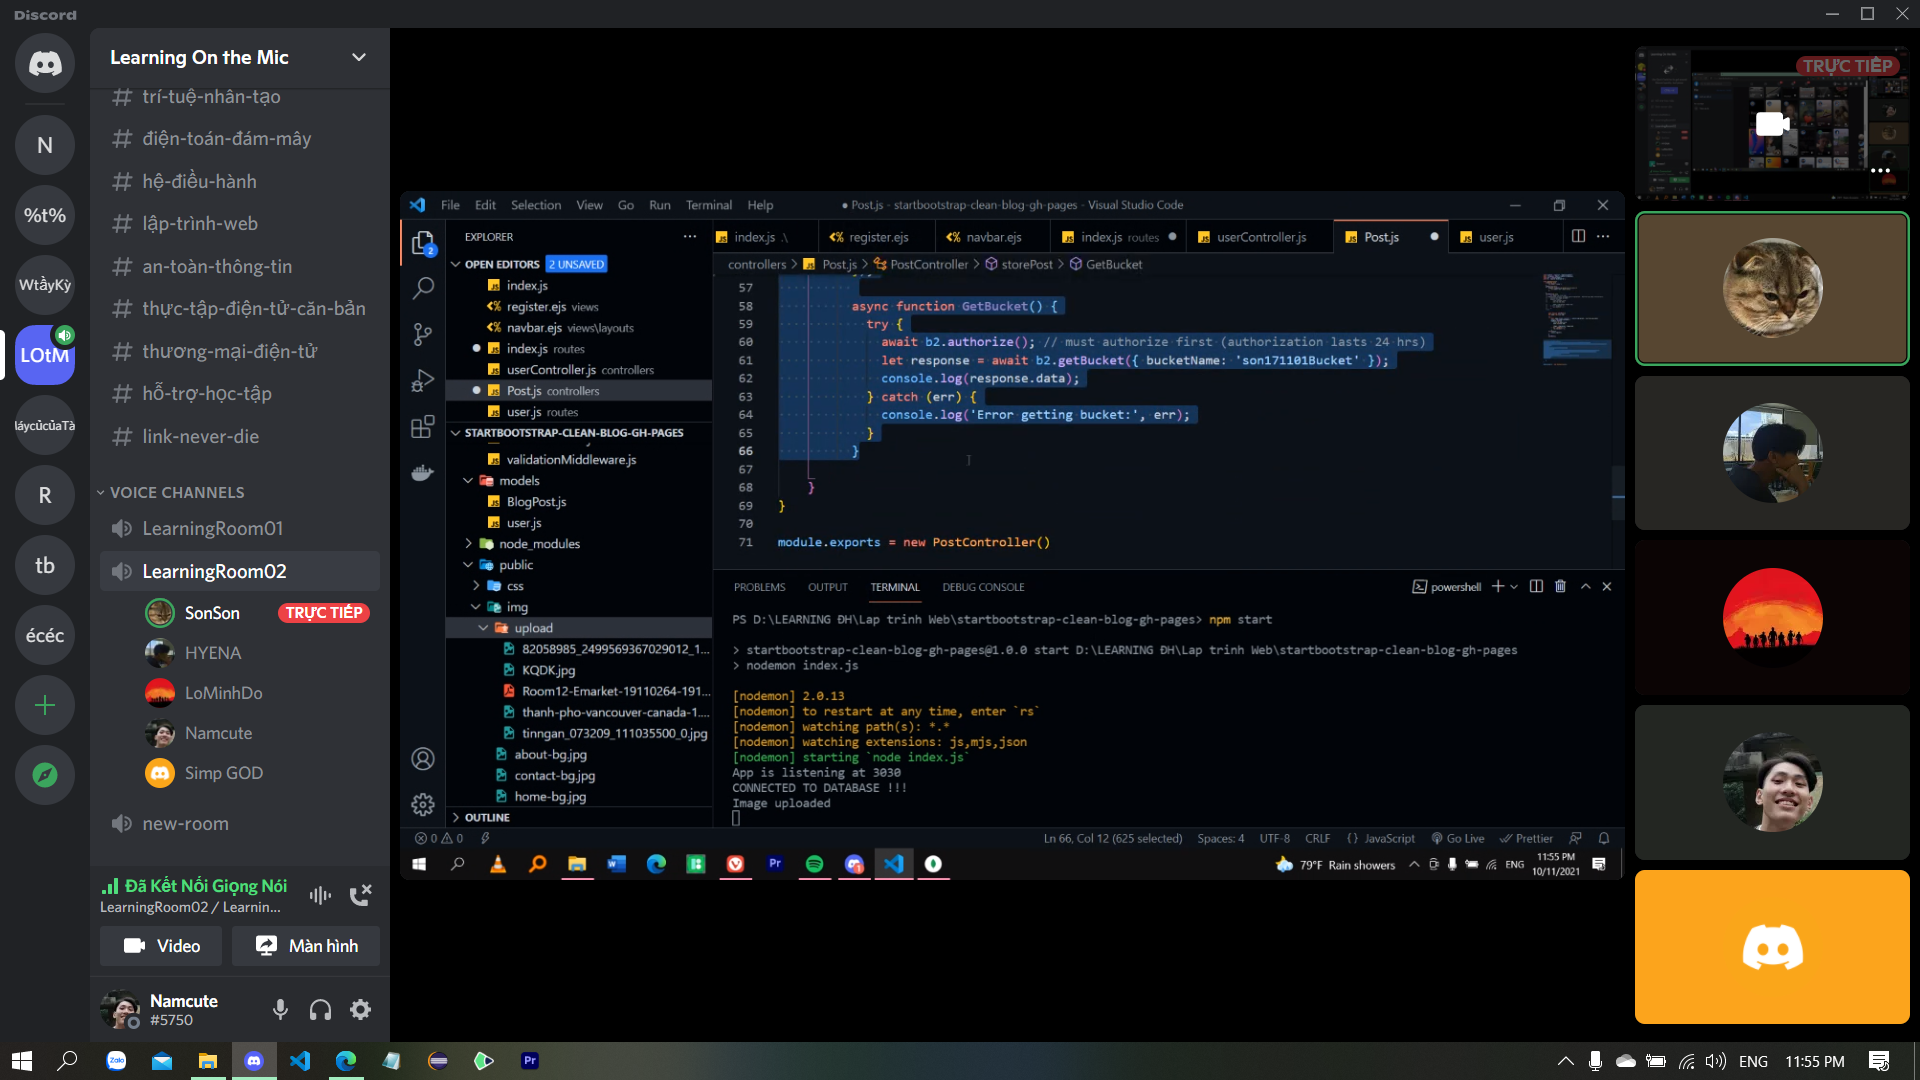 Discord
N
%t%
WtầyKỳ
LOtM
R
tb
écéc
Learning On the Mic
trí-tuệ-nhân-tạo
điện-toán-đám-mây
hệ-điều-hành
lập-trình-web
an-toàn-thông-tin
thực-tập-điện-tử-căn-bản
thương-mại-điện-tử
hỗ-trợ-học-tập
link-never-die
VOICE CHANNELS
LearningRoom01
LearningRoom02
SonSon TRỰC TIẾP
HYENA
LoMinhDo
Namcute
Simp GOD
new-room
Đã Kết Nối Giọng Nói
LearningRoom02 / Learnin...
Video Màn hình
Namcute
#5750
File Edit Selection View Go Run Terminal Help ● Post.js - startbootstrap-clean-blog-gh-pages - Visual Studio Code
2
EXPLORER
OPEN EDITORS 2 UNSAVED
index.js
register.ejs views
navbar.ejs views\layouts
index.js routes
userController.js controllers
Post.js controllers
user.js routes
STARTBOOTSTRAP-CLEAN-BLOG-GH-PAGES
validationMiddleware.js
models
BlogPost.js
user.js
node_modules
public
css
img
upload
82058985_2499569367029012_1...
KQDK.jpg
Room12-Emarket-19110264-191...
thanh-pho-vancouver-canada-1....
tinngan_073209_111035500_0.jpg
about-bg.jpg
contact-bg.jpg
home-bg.jpg
OUTLINE
index.js .\ register.ejs navbar.ejs index.js routes userController.js Post.js user.js
controllers > Post.js > PostController > storePost > GetBucket
57
58 async function GetBucket() {
59 try {
60 await b2.authorize(); // must authorize first (authorization lasts 24 hrs)
61 let response = await b2.getBucket({ bucketName: 'son171101Bucket' });
62 console.log(response.data);
63 } catch (err) {
64 console.log('Error getting bucket:', err);
65 }
66 }
67
68 }
69 }
70
71 module.exports = new PostController()
PROBLEMS OUTPUT TERMINAL DEBUG CONSOLE powershell
PS D:\LEARNING ĐH\Lap trinh Web\startbootstrap-clean-blog-gh-pages> npm start
> startbootstrap-clean-blog-gh-pages@1.0.0 start D:\LEARNING ĐH\Lap trinh Web\startbootstrap-clean-blog-gh-pages
> nodemon index.js
[nodemon] 2.0.13
[nodemon] to restart at any time, enter `rs`
[nodemon] watching path(s): *.*
[nodemon] watching extensions: js,mjs,json
[nodemon] starting `node index.js`
App is listening at 3030
CONNECTED TO DATABASE !!!
Image uploaded
0 0 Ln 66, Col 12 (625 selected) Spaces: 4 UTF-8 CRLF {} JavaScript Go Live Prettier
Pr 79°F Rain showers ENG 11:55 PM
10/11/2021
TRỰC TIẾP
Zalo Pr ENG 11:55 PM